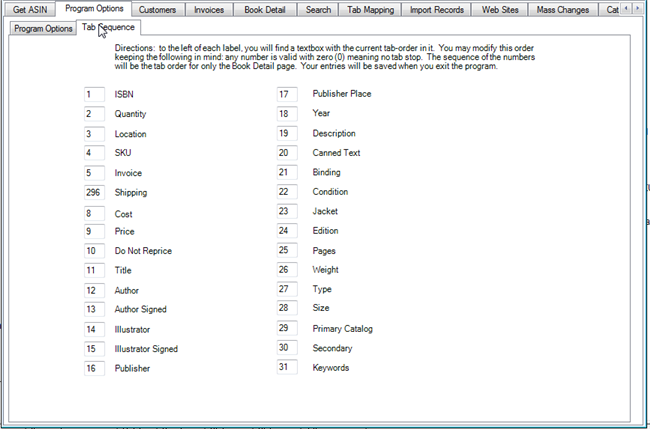 Get ASIN Program Options Customers Invoices Book Detail Search Tab Mapping Import Records Web Sites Mass Changes Cat
Program Options Tab Sequence
Directions: to the left of each label, you will find a textbox with the current tab-order in it. You may modify this order
keeping the following in mind: any number is valid with zero (0) meaning no tab stop. The sequence of the numbers
will be the tab order for only the Book Detail page. Your entries will be saved when you exit the program.
1 ISBN
2 Quantity
3 Location
4 SKU
5 Invoice
296 Shipping
8 Cost
9 Price
10 Do Not Reprice
11 Title
12 Author
13 Author Signed
14 Illustrator
15 Illustrator Signed
16 Publisher
17 Publisher Place
18 Year
19 Description
20 Canned Text
21 Binding
22 Condition
23 Jacket
24 Edition
25 Pages
26 Weight
27 Type
28 Size
29 Primary Catalog
30 Secondary
31 Keywords